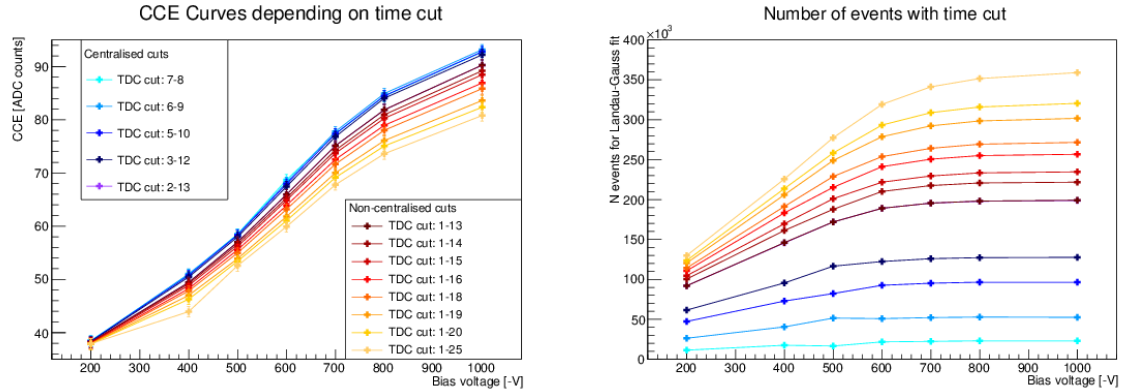 CCE Curves depending on time cut
CCE [ADC counts]
90
80
70
60
50
40
Centralised cuts
TDC cut: 7-8
TDC cut: 6-9
TDC cut: 5-10
TDC cut: 3-12
TDC cut: 2-13
Non-centralised cuts
TDC cut: 1-13
TDC cut: 1-14
TDC cut: 1-15
TDC cut: 1-16
TDC cut: 1-18
TDC cut: 1-19
TDC cut: 1-20
TDC cut: 1-25
200 300 400 500 600 700 800 900 1000
Bias voltage [-V]
Number of events with time cut
×10³
N events for Landau-Gauss fit
400
350
300
250
200
150
100
50
0
200 300 400 500 600 700 800 900 1000
Bias voltage [-V]